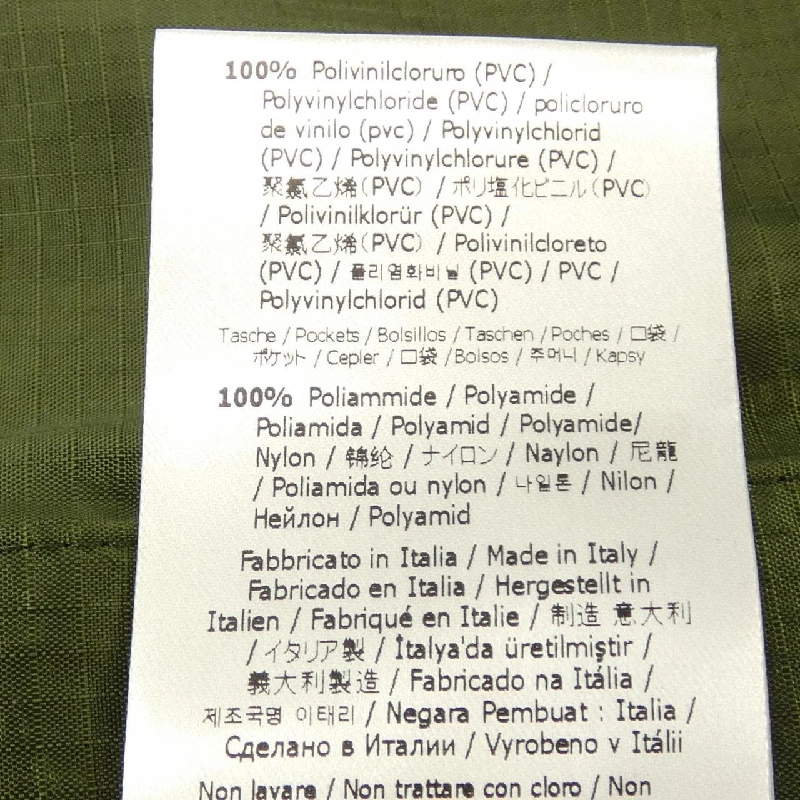 100% Polivinilcloruro (PVC) /
Polyvinylchloride (PVC) / policloruro
de vinilo (pvc) / Polyvinylchlorid
(PVC) / Polyvinylchlorure (PVC) /
聚氯乙烯(PVC) / ポリ塩化ビニル(PVC)
/ Polivinilklorür (PVC) /
聚氯乙烯(PVC) / Polivinilcloreto
(PVC) / 폴리염화비닐 (PVC) / PVC /
Polyvinylchlorid (PVC)
Tasche / Pockets / Bolsillos / Taschen / Poches / 口袋 /
ポケット / Cepler / 口袋 / Bolsos / 주머니 / Kapsy
100% Poliammide / Polyamide /
Poliamida / Polyamid / Polyamide/
Nylon / 锦纶 / ナイロン / Naylon / 尼龍
/ Poliamida ou nylon / 나일론 / Nilon /
Нейлон / Polyamid
Fabbricato in Italia / Made in Italy /
Fabricado en Italia / Hergestellt in
Italien / Fabriqué en Italie / 制造 意大利
/ イタリア製 / İtalya'da üretilmiştir /
義大利製造 / Fabricado na Itália /
제조국명 이태리 / Negara Pembuat : Italia /
Сделано в Италии / Vyrobeno v Itálii
Non lavare / Non trattare con cloro / Non